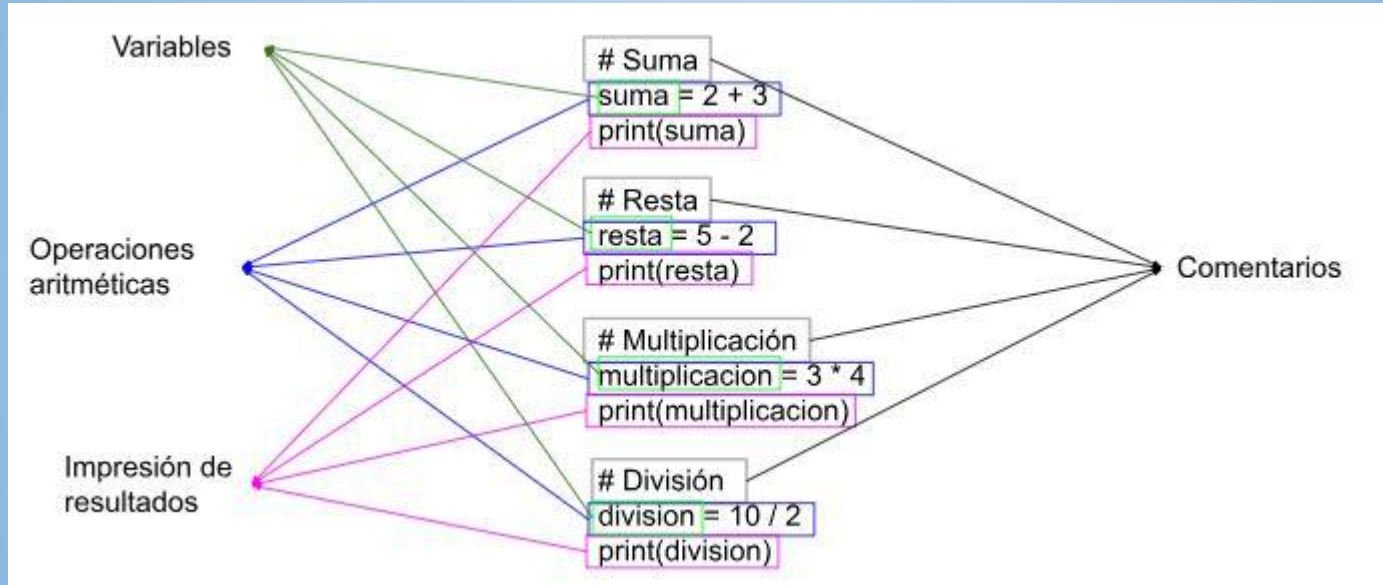 Variables
Operaciones
aritméticas
Impresión de
resultados
# Suma
suma = 2 + 3
print(suma)
# Resta
resta = 5 - 2
print(resta)
# Multiplicación
multiplicacion = 3 * 4
print(multiplicacion)
# División
division = 10 / 2
print(division)
Comentarios